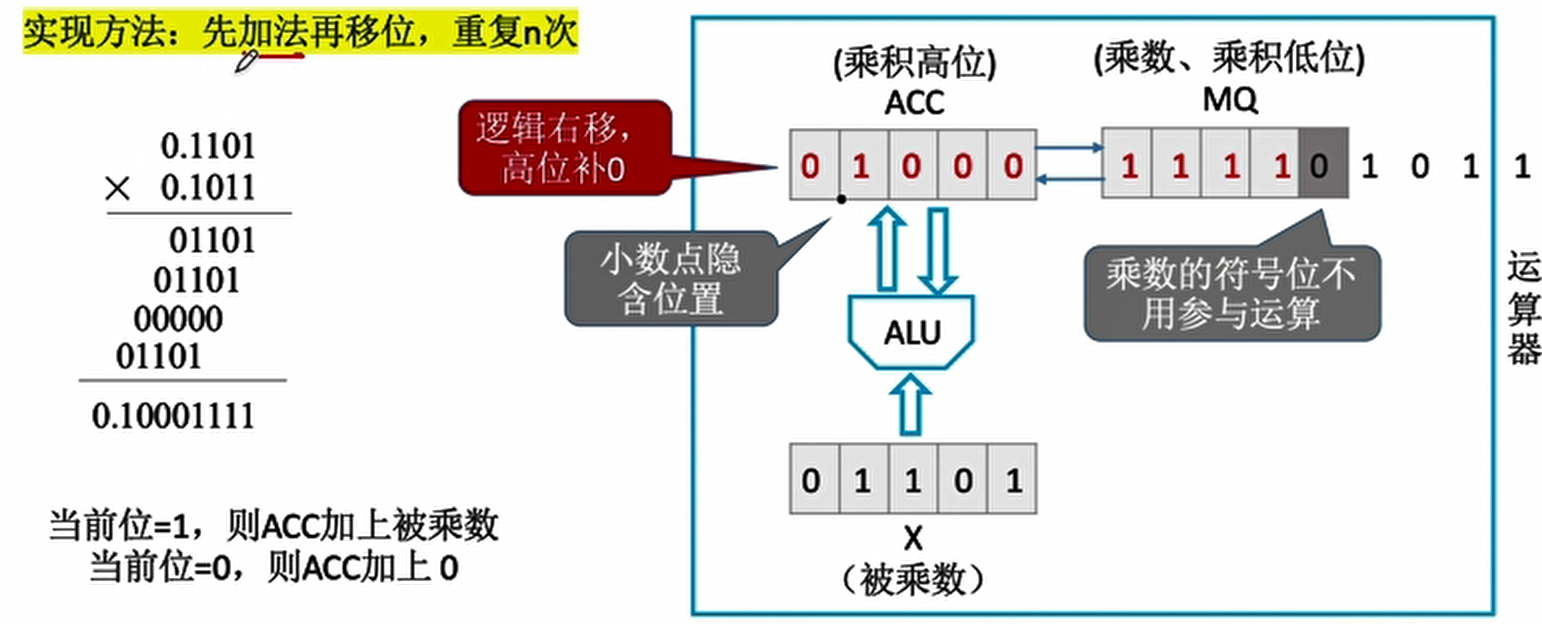 实现方法：先加法再移位，重复n次
0.1101
× 0.1011
01101
01101
00000
01101
0.10001111
当前位=1，则ACC加上被乘数
当前位=0，则ACC加上 0
逻辑右移，
高位补0
小数点隐
含位置
(乘积高位)
ACC
(乘数、乘积低位)
MQ
0 1 0 0 0
1 1 1 1 0 1 0 1 1
乘数的符号位不
用参与运算
ALU
0 1 1 0 1
X
（被乘数）
运
算
器